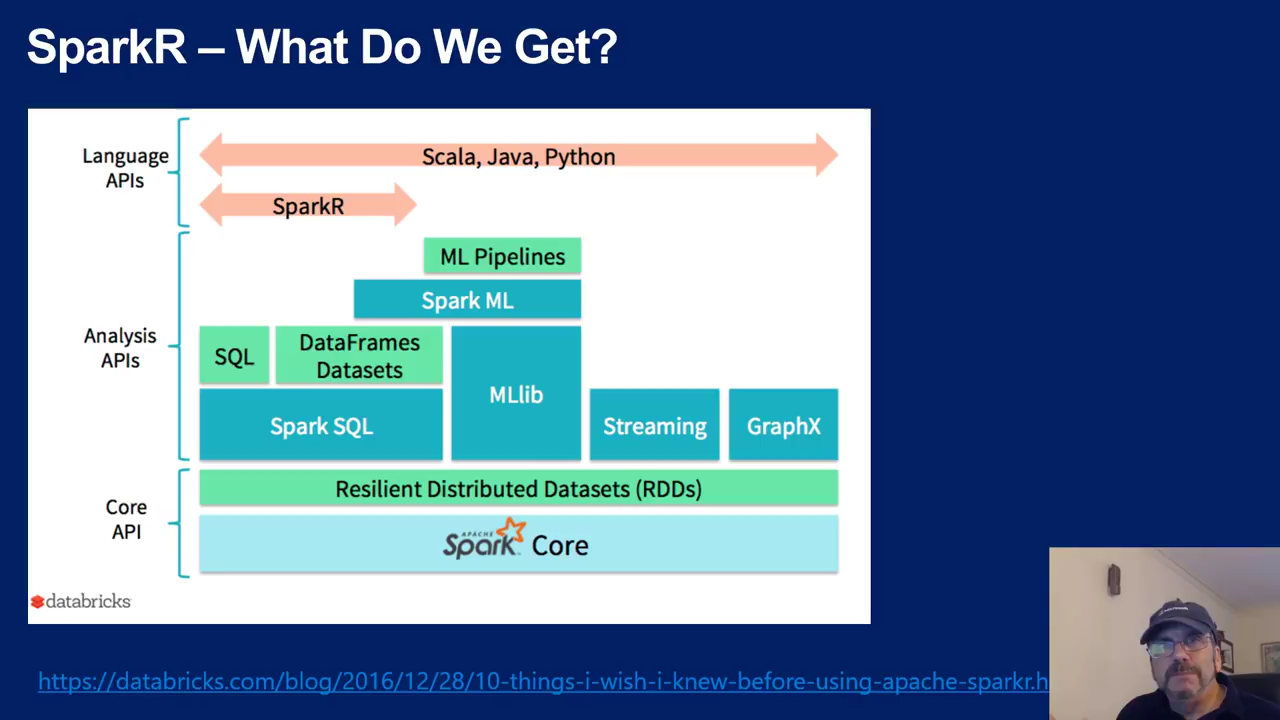 SparkR – What Do We Get?
Language
APIs
Scala, Java, Python
SparkR
Analysis
APIs
ML Pipelines
Spark ML
SQL
DataFrames
Datasets
MLlib
Spark SQL
Streaming
GraphX
Core
API
Resilient Distributed Datasets (RDDs)
APACHE
Spark Core
databricks
https://databricks.com/blog/2016/12/28/10-things-i-wish-i-knew-before-using-apache-sparkr.h